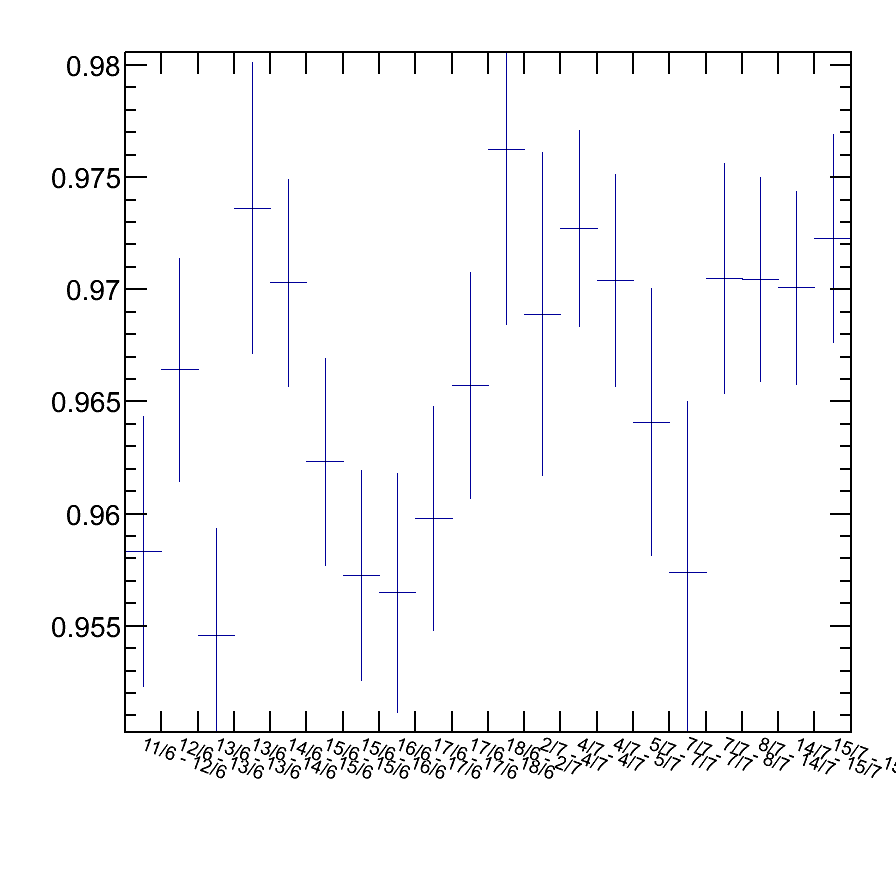 0.98
0.975
0.97
0.965
0.96
0.955
11/6 - 12/6
12/6 - 13/6
13/6 - 13/6
13/6 - 14/6
14/6 - 15/6
15/6 - 15/6
15/6 - 16/6
16/6 - 17/6
17/6 - 17/6
17/6 - 18/6
18/6 - 2/7
2/7 - 4/7
4/7 - 4/7
4/7 - 5/7
5/7 - 7/7
7/7 - 7/7
7/7 - 8/7
8/7 - 14/7
14/7 - 15/7
15/7 - 15